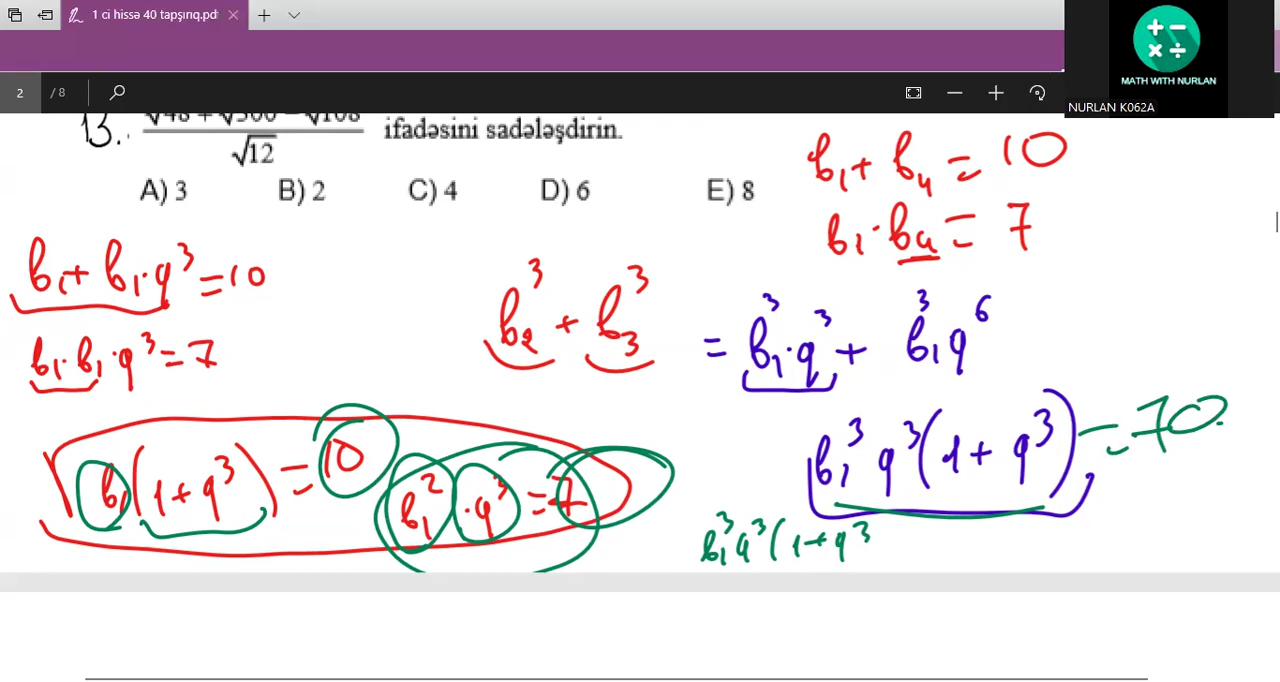 1 ci hissə 40 tapşırıq.pdf
2 / 8
MATH WITH NURLAN
NURLAN K062A
13. (√48 + √300 − √108) / √12 ifadəsini sadələşdirin.
A) 3 B) 2 C) 4 D) 6 E) 8
b₁ + b₄ = 10
b₁ · b₄ = 7
b₁ + b₁ · q³ = 10
b₁ · b₁ · q³ = 7
b₂³ + b₃³ = b₁³ · q³ + b₁³ q⁶
b₁(1 + q³) = 10 b₁² · q³ = 7
b₁³ q³ (1 + q³) = 70.
b₁³ q³ (1 + q³